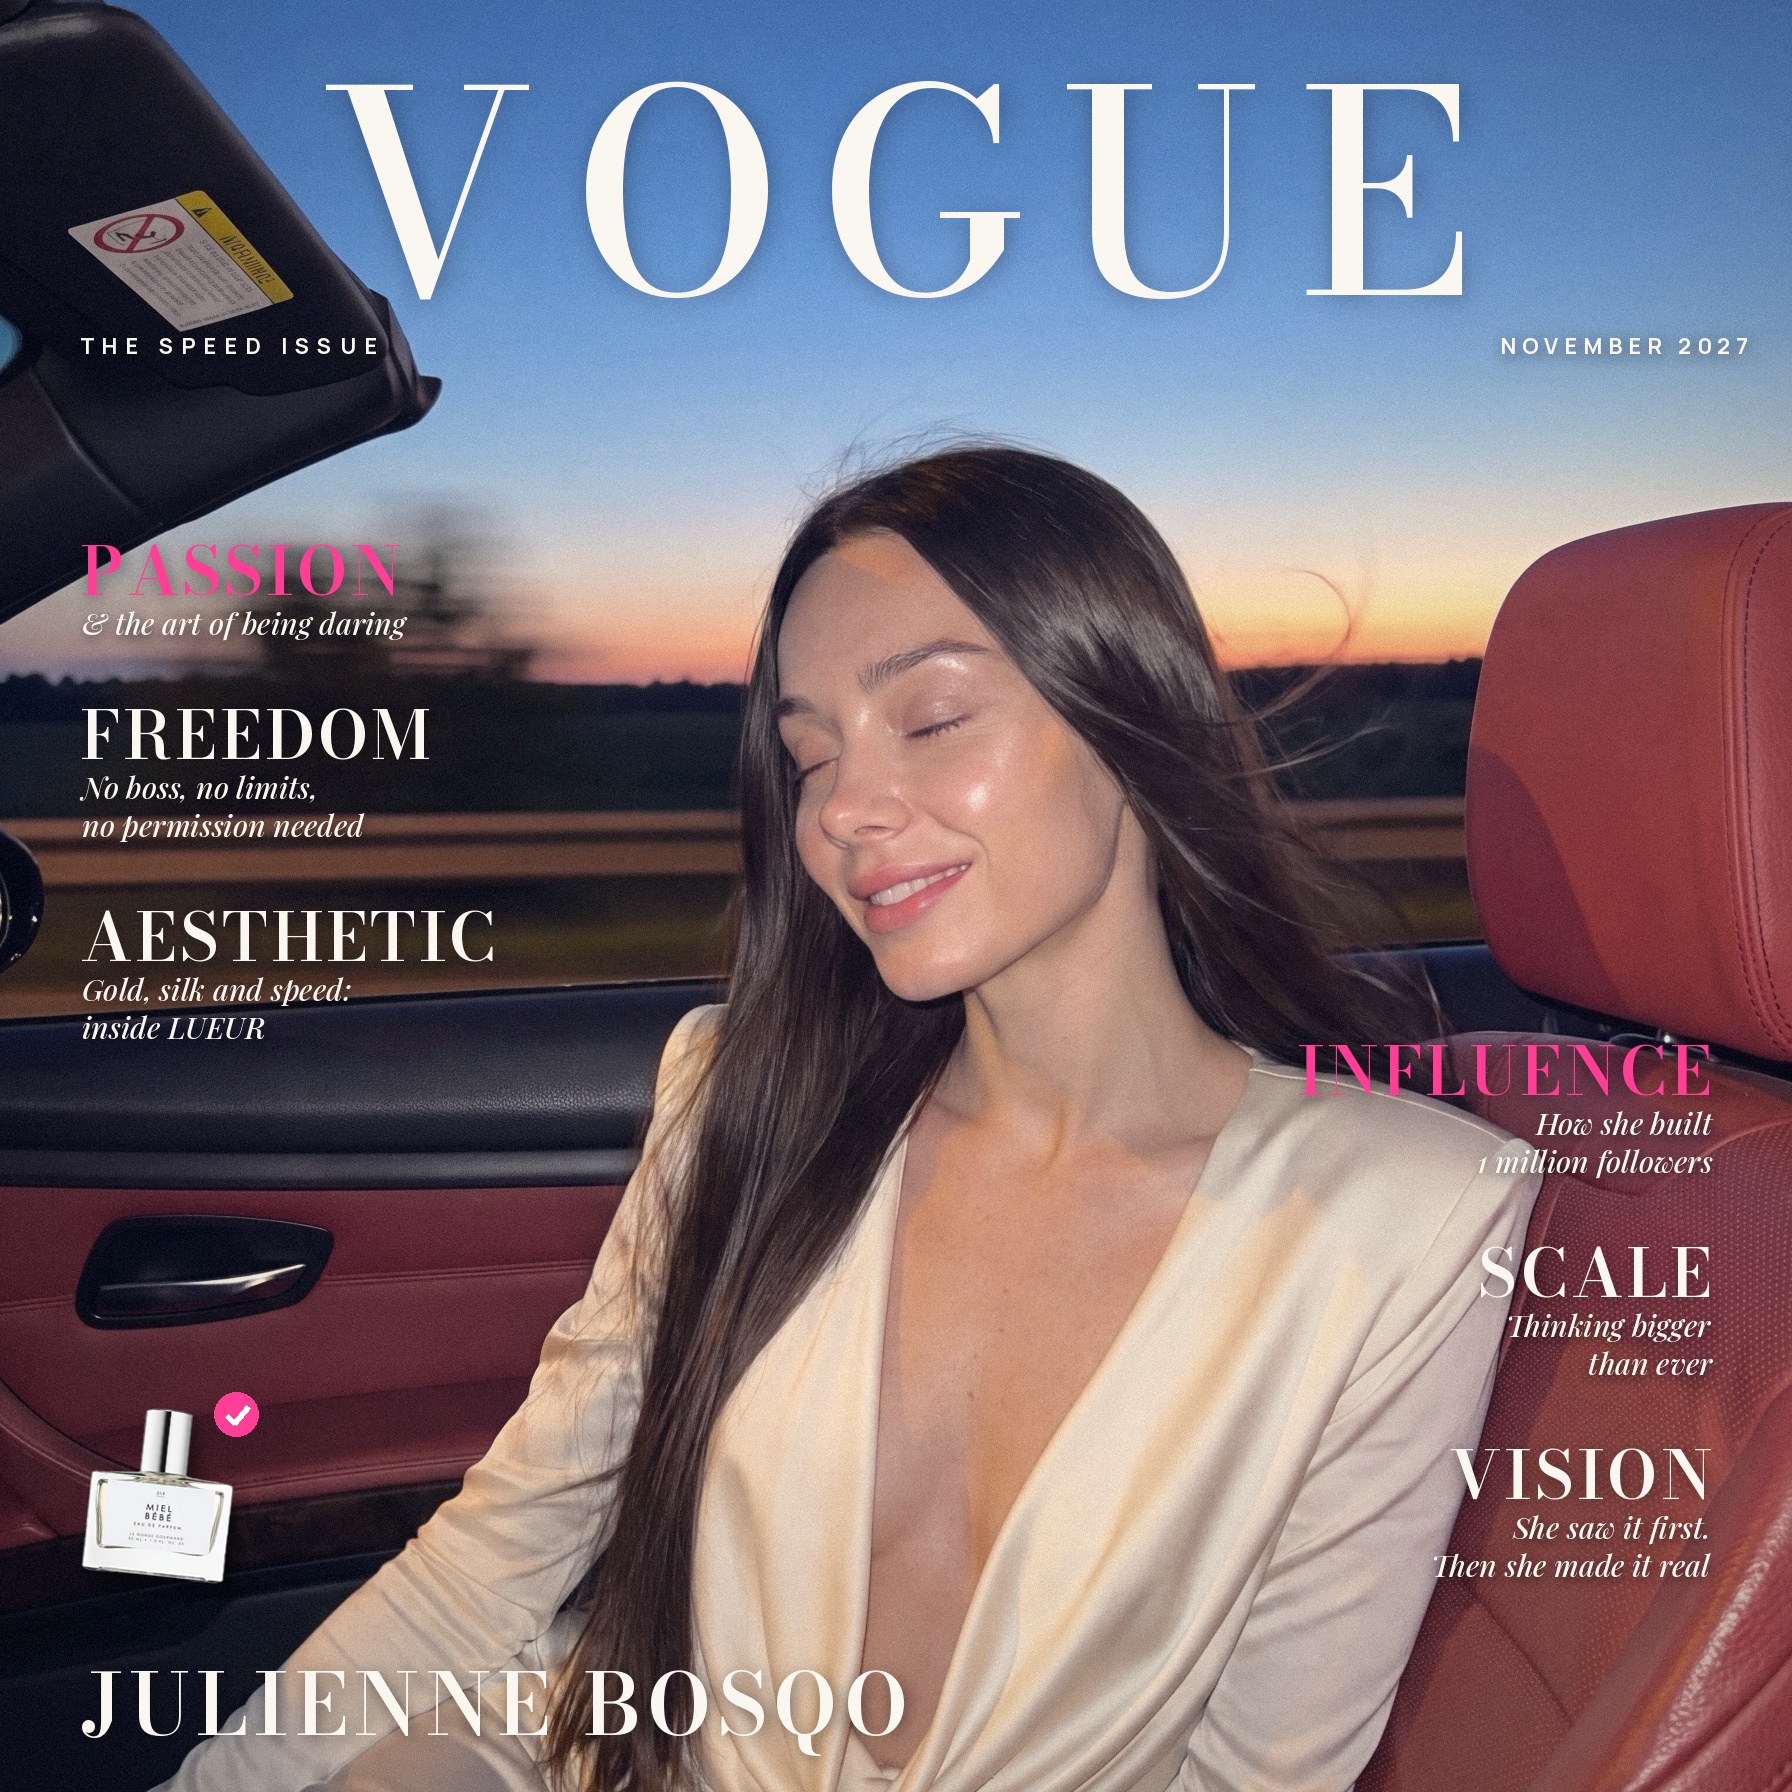 VOGUE
THE SPEED ISSUE
NOVEMBER 2027
PASSION
& the art of being daring
FREEDOM
No boss, no limits,
no permission needed
AESTHETIC
Gold, silk and speed:
inside LUEUR
INFLUENCE
How she built
1 million followers
SCALE
Thinking bigger
than ever
VISION
She saw it first.
Then she made it real
MIEL
BÉBÉ
EAU DE PARFUM
JULIENNE BOSQO